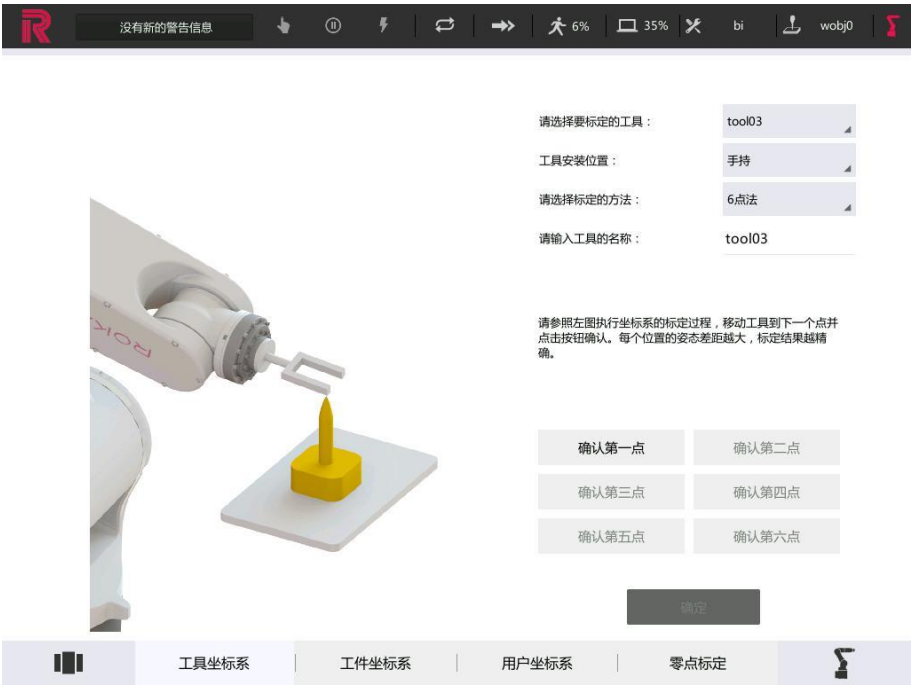 没有新的警告信息 6% 35% bi wobj0
请选择要标定的工具： tool03
工具安装位置： 手持
请选择标定的方法： 6点法
请输入工具的名称： tool03
请参照左图执行坐标系的标定过程，移动工具到下一个点并
点击按钮确认。每个位置的姿态差距越大，标定结果越精
确。
ROK
确认第一点 确认第二点
确认第三点 确认第四点
确认第五点 确认第六点
确定
工具坐标系 工件坐标系 用户坐标系 零点标定